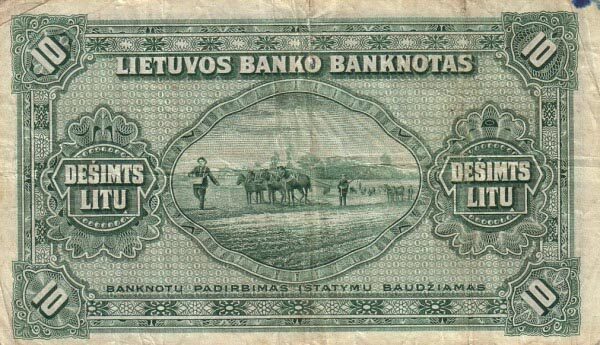 10 10
LIETUVOS BANKO BANKNOTAS
DEŠIMTS
LITU
DEŠIMTS
LITU
BANKNOTŲ PADIRBIMAS ĮSTATYMU BAUDŽIAMAS
10 10